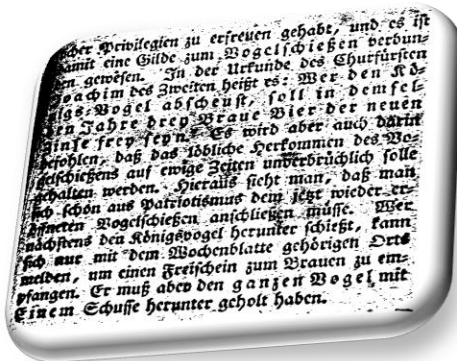 scher Privilegien zu erfreuen gehabt, und es ist
damit eine Gilde zum Vogelschießen verbun-
den gewesen. In der Urkunde des Churfürsten
Joachim des Zweiten heißt es: Wer den Kö-
nigs-Vogel abscheust, soll in demsel-
ben Jahre drey Braue Bier der neuen
frey seyn. Es wird aber auch darin
befohlen, daß das löbliche Herkommen des Vo-
gelschießens auf ewige Zeiten unverbrüchlich solle
gehalten werden. Hieraus sieht man, daß man
sich schon aus Patriotismus dem jetzt wieder er-
öffneten Vogelschießen anschließen müsse. Wer
nächstens den Königsvogel herunter schießt, kann
sich nur mit dem Wochenblatte gehörigen Orts
melden, um einen Freischein zum Brauen zu em-
pfangen. Er muß aber den ganzen Vogel mit
Einem Schusse herunter geholt haben.